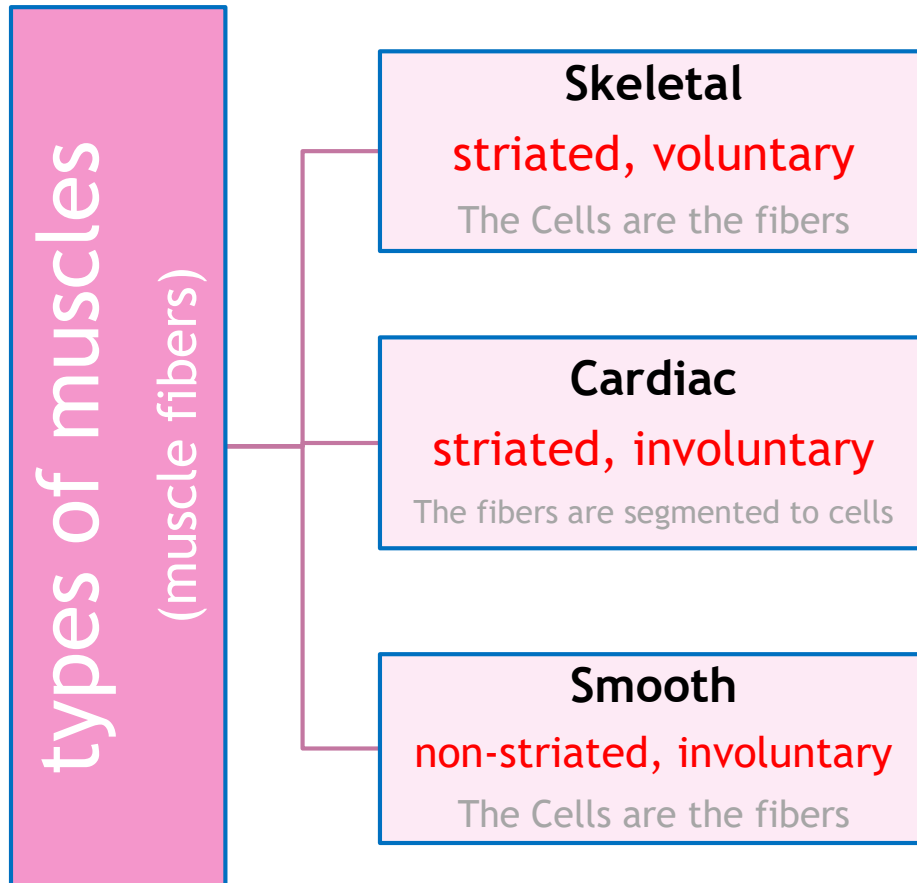 types of muscles
(muscle fibers)
Skeletal
striated, voluntary
The Cells are the fibers
Cardiac
striated, involuntary
The fibers are segmented to cells
Smooth
non-striated, involuntary
The Cells are the fibers